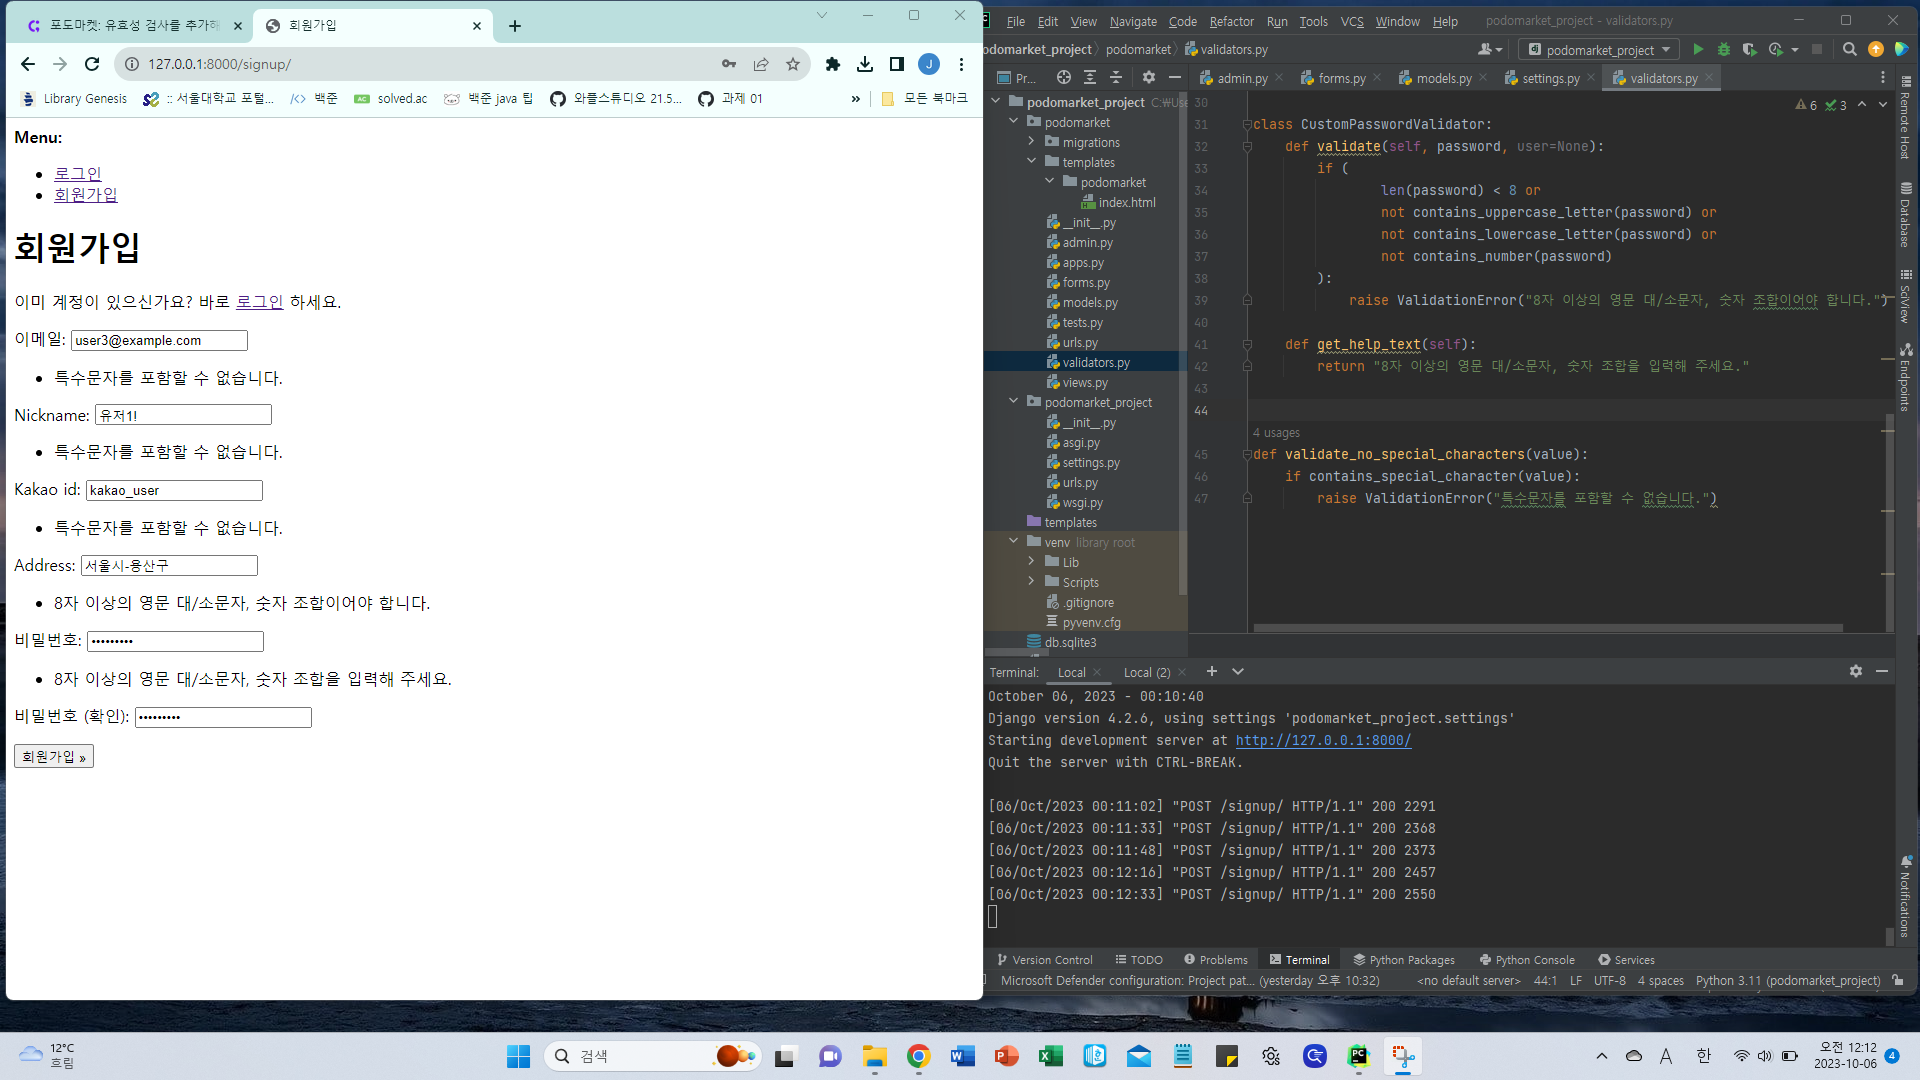 포도마켓: 유효성 검사를 추가하
회원가입
127.0.0.1:8000/signup/
Library Genesis
:: 서울대학교 포털...
백준
solved.ac
백준 java 팁
와플스튜디오 21.5...
과제 01
»
모든 북마크
Menu:
로그인
회원가입
회원가입
이미 계정이 있으신가요? 바로 로그인 하세요.
이메일: user3@example.com
특수문자를 포함할 수 없습니다.
Nickname: 유저1!
특수문자를 포함할 수 없습니다.
Kakao id: kakao_user
특수문자를 포함할 수 없습니다.
Address: 서울시-용산구
8자 이상의 영문 대/소문자, 숫자 조합이어야 합니다.
비밀번호: •••••••••
8자 이상의 영문 대/소문자, 숫자 조합을 입력해 주세요.
비밀번호 (확인): •••••••••
회원가입 »
File Edit View Navigate Code Refactor Run Tools VCS Window Help podomarket_project - validators.py
odomarket_project podomarket validators.py
podomarket_project
Pr...
admin.py forms.py models.py settings.py validators.py
podomarket_project C:₩Use
podomarket
migrations
templates
podomarket
index.html
__init__.py
admin.py
apps.py
forms.py
models.py
tests.py
urls.py
validators.py
views.py
podomarket_project
__init__.py
asgi.py
settings.py
urls.py
wsgi.py
templates
venv library root
Lib
Scripts
.gitignore
pyvenv.cfg
db.sqlite3
6 3
30
31 class CustomPasswordValidator:
32 def validate(self, password, user=None):
33 if (
34 len(password) < 8 or
35 not contains_uppercase_letter(password) or
36 not contains_lowercase_letter(password) or
37 not contains_number(password)
38 ):
39 raise ValidationError("8자 이상의 영문 대/소문자, 숫자 조합이어야 합니다.")
40
41 def get_help_text(self):
42 return "8자 이상의 영문 대/소문자, 숫자 조합을 입력해 주세요."
43
44
4 usages
45 def validate_no_special_characters(value):
46 if contains_special_character(value):
47 raise ValidationError("특수문자를 포함할 수 없습니다.")
Remote Host
Database
SciView
Endpoints
Notifications
Terminal: Local Local (2)
October 06, 2023 - 00:10:40
Django version 4.2.6, using settings 'podomarket_project.settings'
Starting development server at http://127.0.0.1:8000/
Quit the server with CTRL-BREAK.
[06/Oct/2023 00:11:02] "POST /signup/ HTTP/1.1" 200 2291
[06/Oct/2023 00:11:33] "POST /signup/ HTTP/1.1" 200 2368
[06/Oct/2023 00:11:48] "POST /signup/ HTTP/1.1" 200 2373
[06/Oct/2023 00:12:16] "POST /signup/ HTTP/1.1" 200 2457
[06/Oct/2023 00:12:33] "POST /signup/ HTTP/1.1" 200 2550
Version Control TODO Problems Terminal Python Packages Python Console Services
Microsoft Defender configuration: Project pat... (yesterday 오후 10:32) <no default server> 44:1 LF UTF-8 4 spaces Python 3.11 (podomarket_project)
12°C
흐림
검색
A 한
오전 12:12
2023-10-06
4